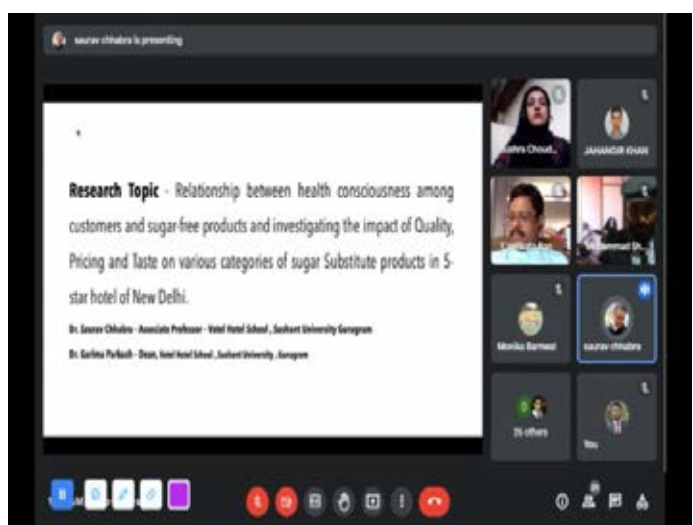 saurav chhabra is presenting
Research Topic - Relationship between health consciousness among
customers and sugar-free products and investigating the impact of Quality,
Pricing and Taste on various categories of sugar Substitute products in 5-
star hotel of New Delhi.
Dr. Saurav Chhabra - Associate Professor - Vatel Hotel School, Sushant University Gurugram
Dr. Garima Parkash - Dean, Vatel Hotel School, Sushant University, Gurugram
JAHANGIR KHAN
Monika Barnwal
saurav chhabra
You